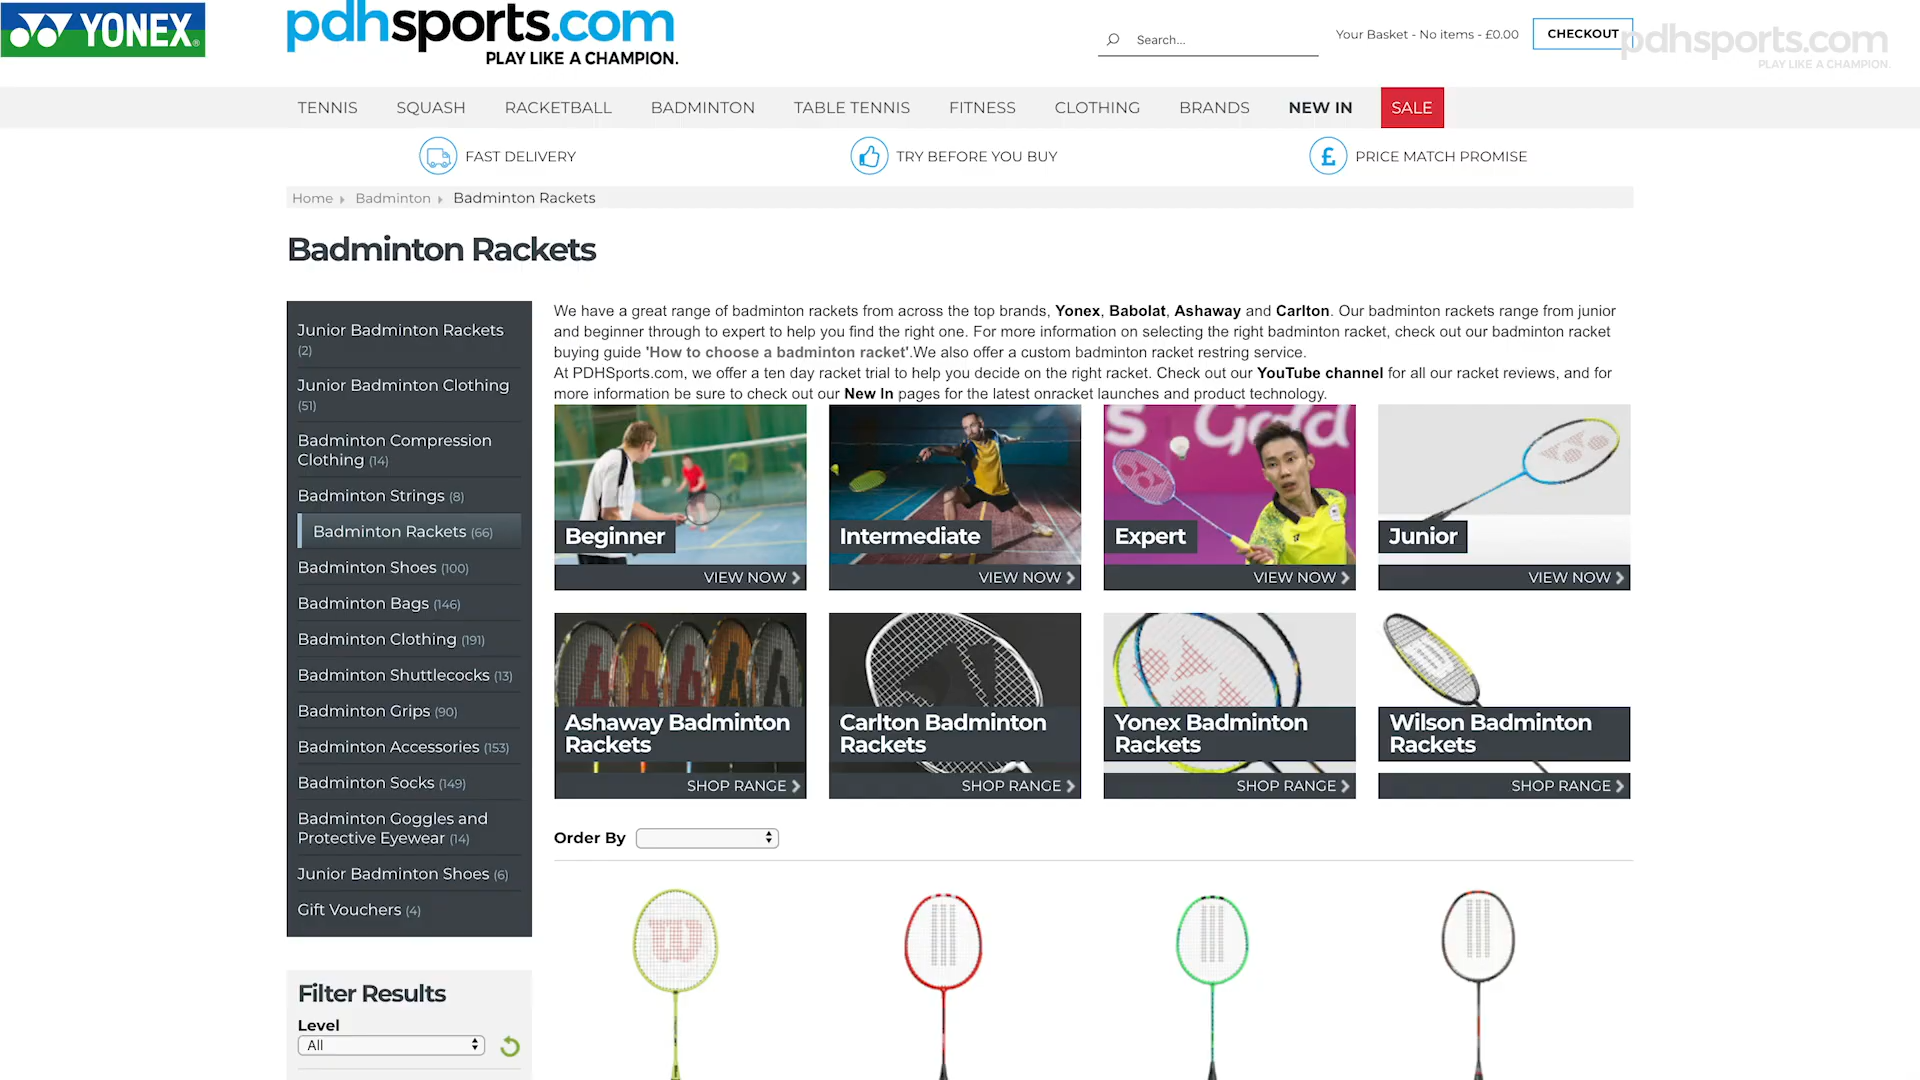 YONEX
pdhsports.com
PLAY LIKE A CHAMPION.
Search...
Your Basket - No items - £0.00
CHECKOUT
pdhsports.com
PLAY LIKE A CHAMPION.
TENNIS SQUASH RACKETBALL BADMINTON TABLE TENNIS FITNESS CLOTHING BRANDS NEW IN SALE
FAST DELIVERY TRY BEFORE YOU BUY £ PRICE MATCH PROMISE
Home Badminton Badminton Rackets
Badminton Rackets
Junior Badminton Rackets
(2)
Junior Badminton Clothing
(51)
Badminton Compression
Clothing (14)
Badminton Strings (8)
Badminton Rackets (66)
Badminton Shoes (100)
Badminton Bags (146)
Badminton Clothing (191)
Badminton Shuttlecocks (13)
Badminton Grips (90)
Badminton Accessories (153)
Badminton Socks (149)
Badminton Goggles and
Protective Eyewear (14)
Junior Badminton Shoes (6)
Gift Vouchers (4)
Filter Results
Level
All
We have a great range of badminton rackets from across the top brands, Yonex, Babolat, Ashaway and Carlton. Our badminton rackets range from junior
and beginner through to expert to help you find the right one. For more information on selecting the right badminton racket, check out our badminton racket
buying guide 'How to choose a badminton racket'.We also offer a custom badminton racket restring service.
At PDHSports.com, we offer a ten day racket trial to help you decide on the right racket. Check out our YouTube channel for all our racket reviews, and for
more information be sure to check out our New In pages for the latest onracket launches and product technology.
Beginner
VIEW NOW
Intermediate
VIEW NOW
Gold
Expert
VIEW NOW
Junior
VIEW NOW
Ashaway Badminton
Rackets
SHOP RANGE
Carlton Badminton
Rackets
SHOP RANGE
Yonex Badminton
Rackets
SHOP RANGE
Wilson Badminton
Rackets
SHOP RANGE
Order By
W